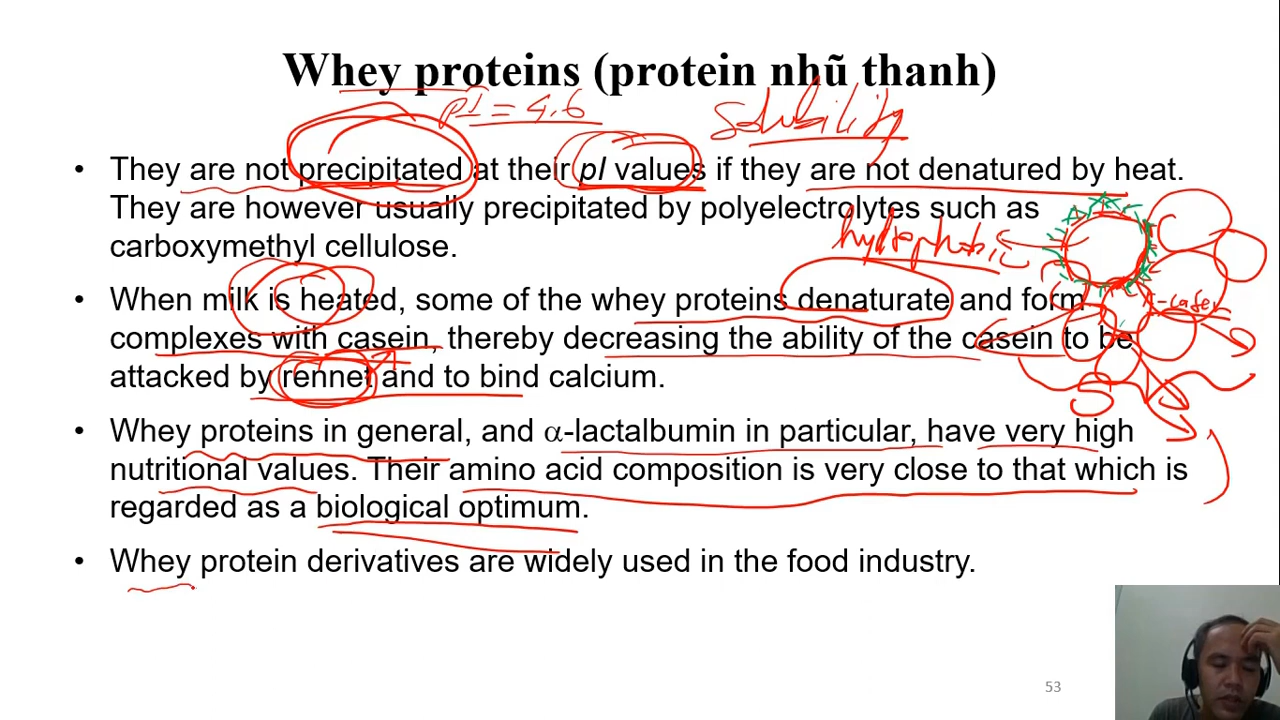 Whey proteins (protein nhũ thanh)
pI = 4.6
Solubility
• They are not precipitated at their pI values if they are not denatured by heat.
They are however usually precipitated by polyelectrolytes such as
carboxymethyl cellulose.
hydrophobic
• When milk is heated, some of the whey proteins denaturate and form
complexes with casein, thereby decreasing the ability of the casein to be
attacked by rennet and to bind calcium.
• Whey proteins in general, and α-lactalbumin in particular, have very high
nutritional values. Their amino acid composition is very close to that which is
regarded as a biological optimum.
• Whey protein derivatives are widely used in the food industry.
53